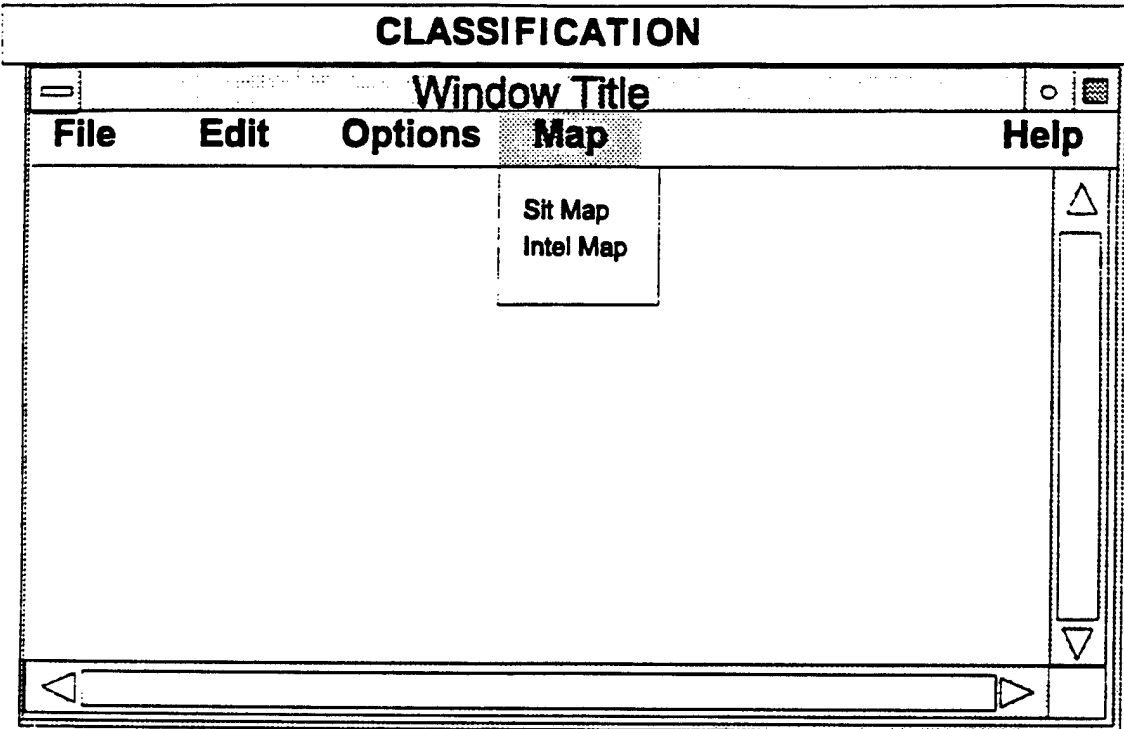 CLASSIFICATION
Window Title
File Edit Options Map Help
Sit Map
Intel Map